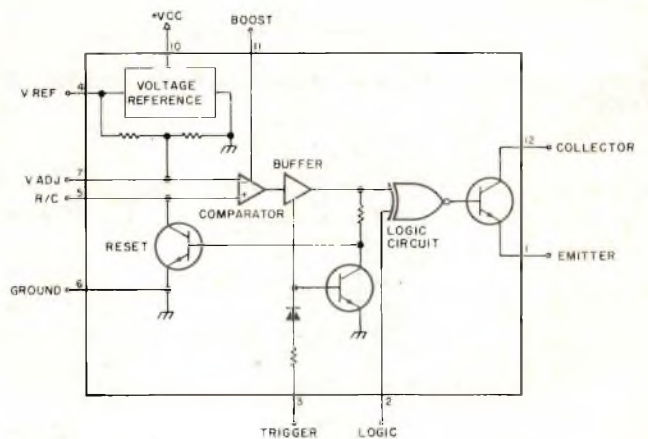 +VCC
BOOST
10
11
VOLTAGE
REFERENCE
V REF
4
12
COLLECTOR
V ADJ
7
BUFFER
R/C
5
-
+
COMPARATOR
LOGIC
CIRCUIT
RESET
1
EMITTER
GROUND
6
3
2
TRIGGER
LOGIC